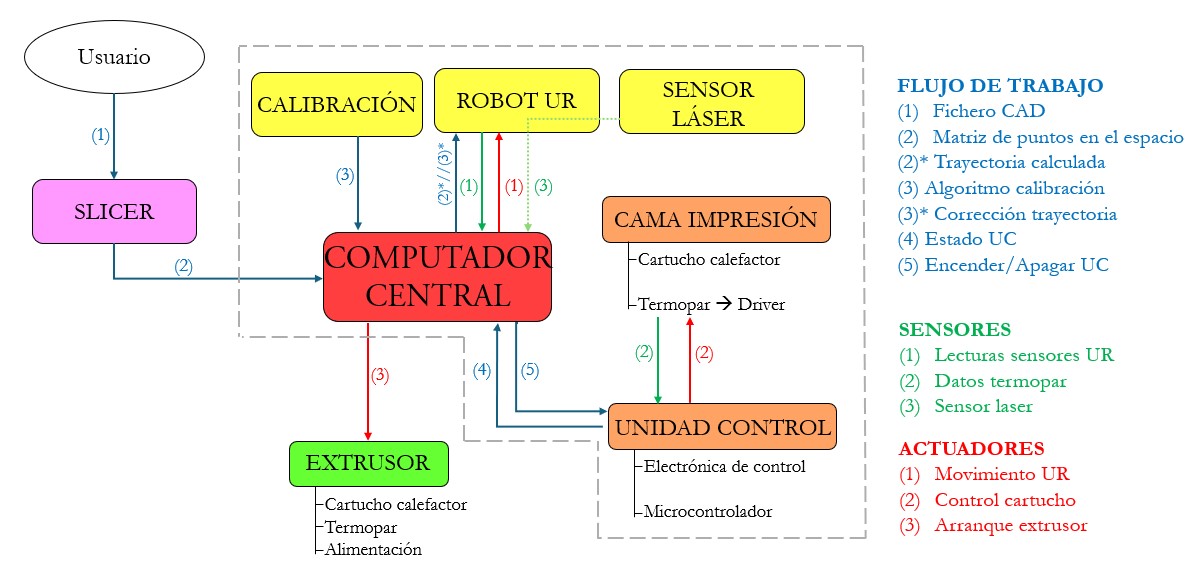 Usuario
(1)
SLICER
(2)
CALIBRACIÓN
(3)
ROBOT UR
(2)*//(3)*
(1)
(1)
(3)
SENSOR
LÁSER
COMPUTADOR
CENTRAL
CAMA IMPRESIÓN
Cartucho calefactor
Termopar → Driver
(2)
(2)
(3)
(4)
(5)
UNIDAD CONTROL
Electrónica de control
Microcontrolador
EXTRUSOR
Cartucho calefactor
Termopar
Alimentación
FLUJO DE TRABAJO
(1) Fichero CAD
(2) Matriz de puntos en el espacio
(2)* Trayectoria calculada
(3) Algoritmo calibración
(3)* Corrección trayectoria
(4) Estado UC
(5) Encender/Apagar UC
SENSORES
(1) Lecturas sensores UR
(2) Datos termopar
(3) Sensor laser
ACTUADORES
(1) Movimiento UR
(2) Control cartucho
(3) Arranque extrusor